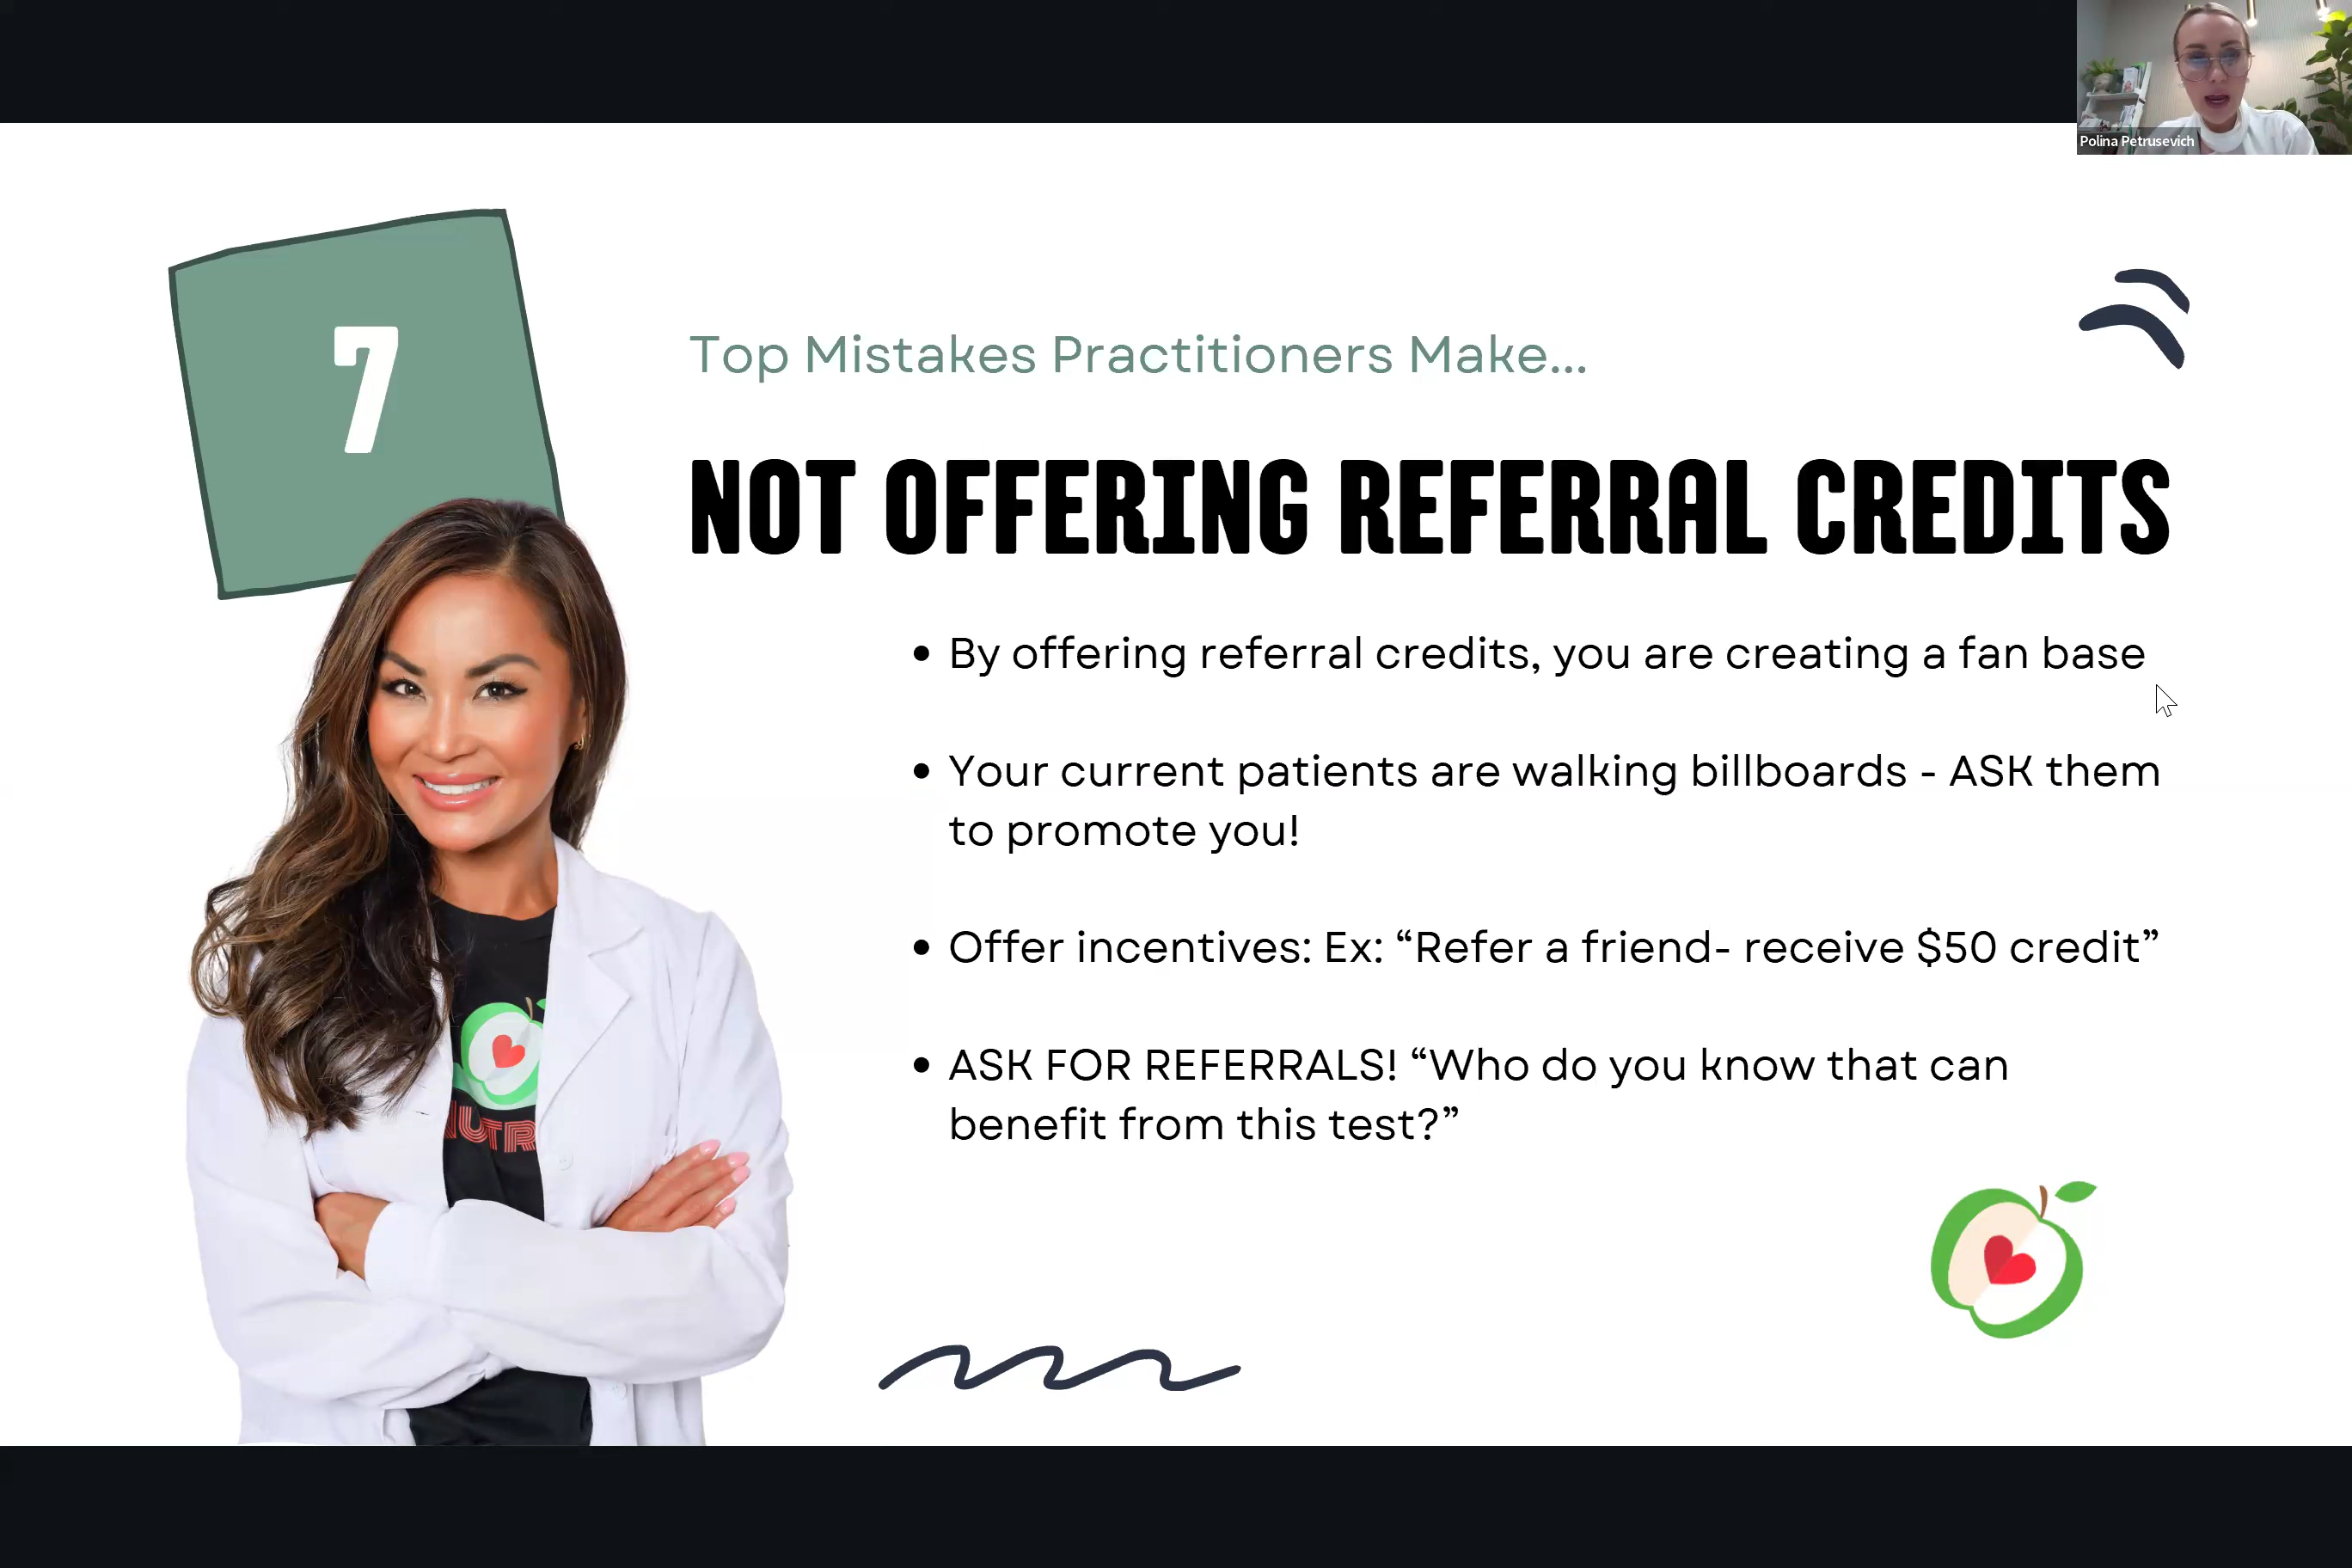 Polina Petrusevich
7
Top Mistakes Practitioners Make...
NOT OFFERING REFERRAL CREDITS
• By offering referral credits, you are creating a fan base
• Your current patients are walking billboards - ASK them
to promote you!
• Offer incentives: Ex: “Refer a friend- receive $50 credit”
• ASK FOR REFERRALS! “Who do you know that can
benefit from this test?”
NUTR